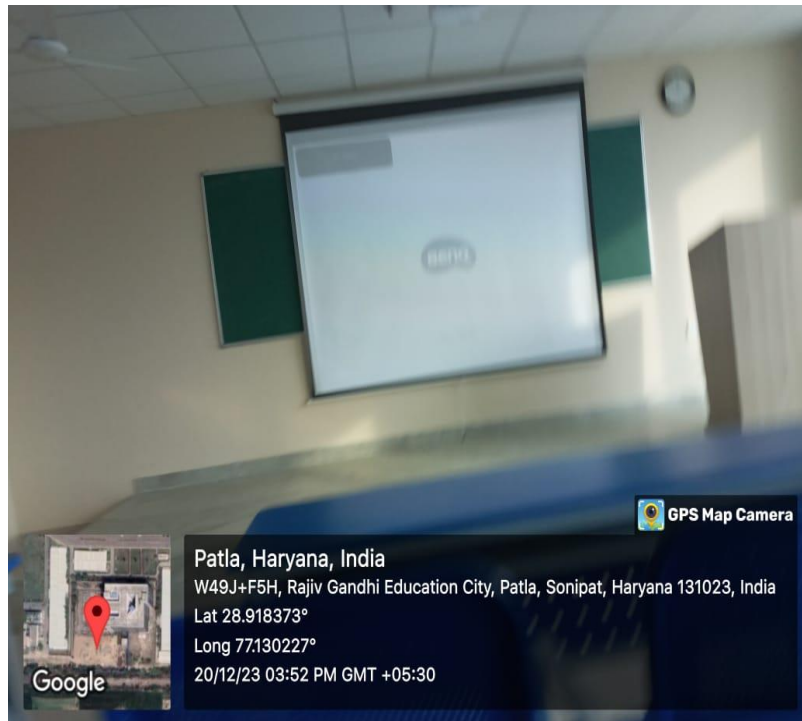 BENQ
GPS Map Camera
Patla, Haryana, India
W49J+F5H, Rajiv Gandhi Education City, Patla, Sonipat, Haryana 131023, India
Lat 28.918373°
Long 77.130227°
20/12/23 03:52 PM GMT +05:30
Google